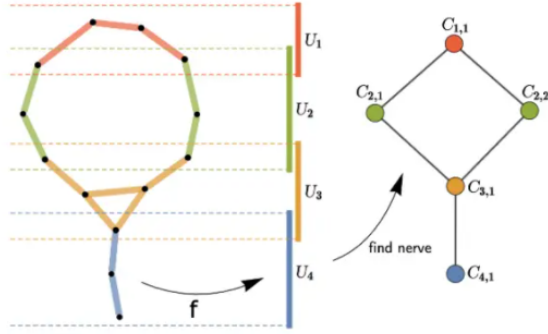 U₁
U₂
U₃
U₄
f
find nerve
C₁,₁
C₂,₁
C₂,₂
C₃,₁
C₄,₁